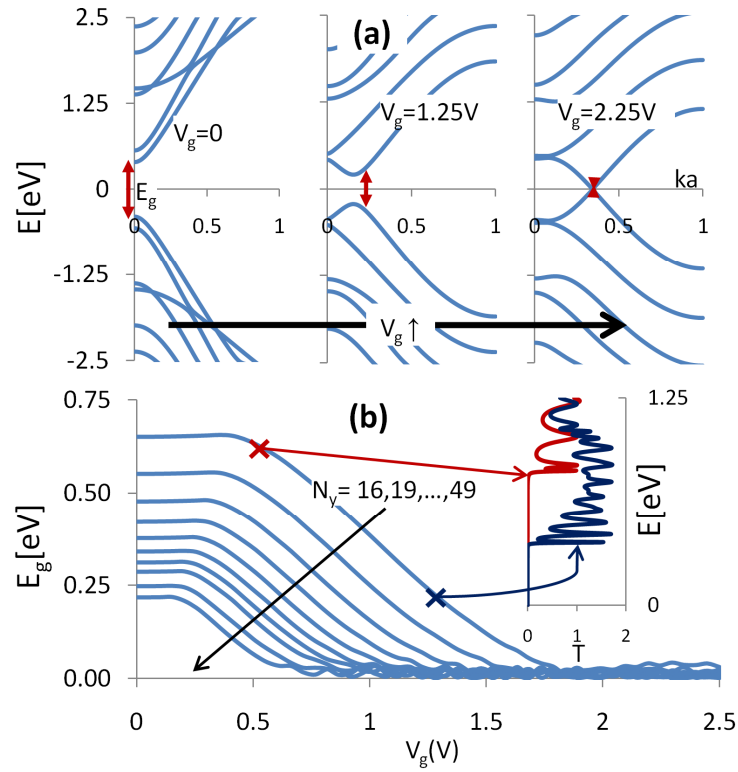 (a)
2.5
1.25
0
-1.25
-2.5
E[eV]
V_g=0
V_g=1.25V
V_g=2.25V
E_g
ka
0 0.5 1
0 0.5 1
0 0.5 1
V_g ↑
(b)
0.75
0.50
0.25
0.00
E_g[eV]
N_y= 16,19,...,49
1.25
0
E[eV]
0 1 2
T
0 0.5 1 1.5 2 2.5
V_g(V)